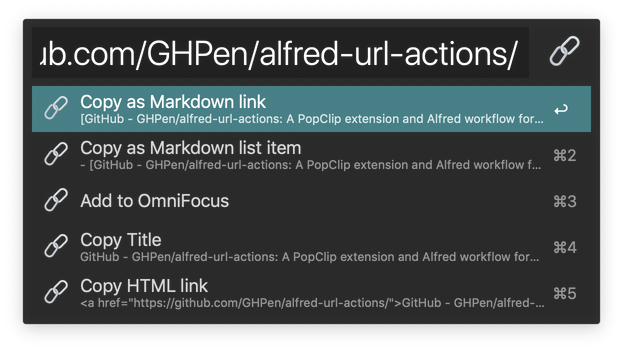 ub.com/GHPen/alfred-url-actions/
Copy as Markdown link
[GitHub - GHPen/alfred-url-actions: A PopClip extension and Alfred workflow for... ↩
Copy as Markdown list item
- [GitHub - GHPen/alfred-url-actions: A PopClip extension and Alfred workflow f... ⌘2
Add to OmniFocus ⌘3
Copy Title
GitHub - GHPen/alfred-url-actions: A PopClip extension and Alfred workflow for... ⌘4
Copy HTML link
<a href="https://github.com/GHPen/alfred-url-actions/">GitHub - GHPen/alfred-... ⌘5